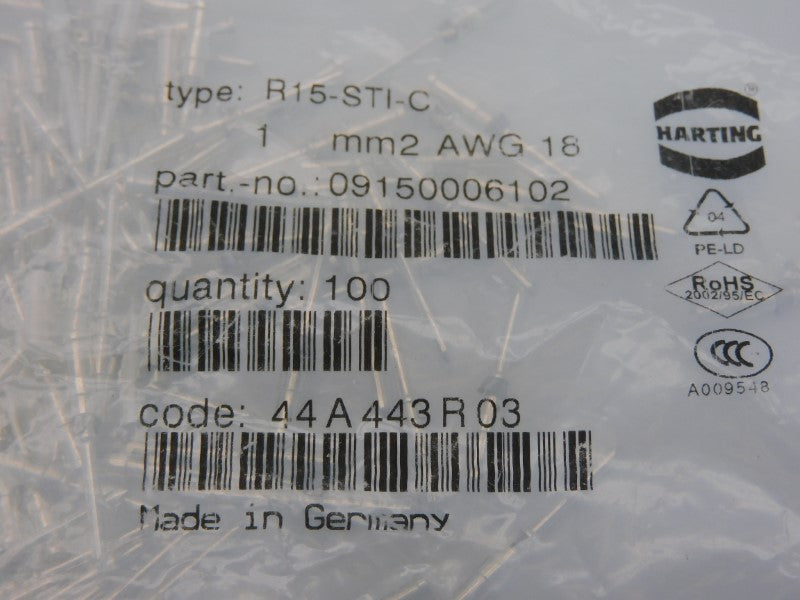 type: R15-STI-C
1 mm2 AWG 18
part.-no.: 09150006102
quantity: 100
code: 44 A 443 R 03
Made in Germany
®
HARTING
04
PE-LD
RoHS
2002/95/EC
CCC
A009548